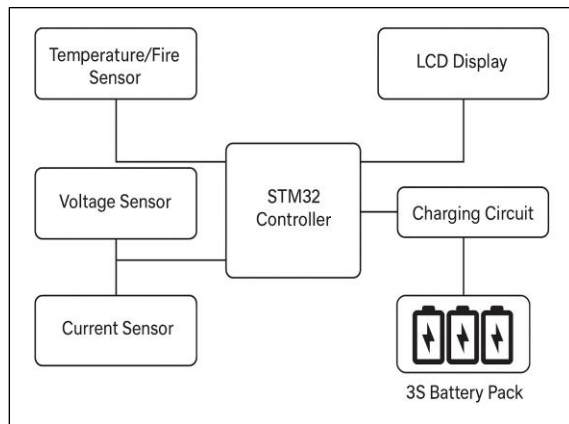 Temperature/Fire
Sensor
LCD Display
Voltage Sensor
STM32
Controller
Charging Circuit
Current Sensor
3S Battery Pack